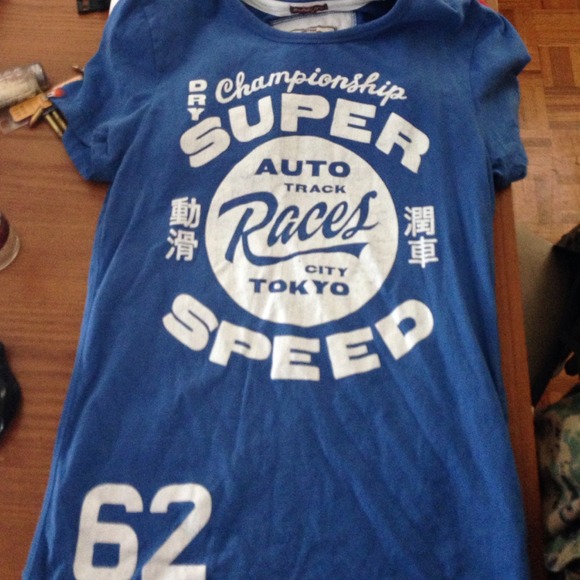 DRY
Championship
SUPER
AUTO
TRACK
Races
CITY
TOKYO
動滑
潤車
SPEED
62